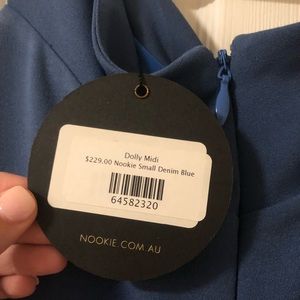 Dolly Midi
$229.00 Nookie Small Denim Blue
64582320
NOOKIE.COM.AU